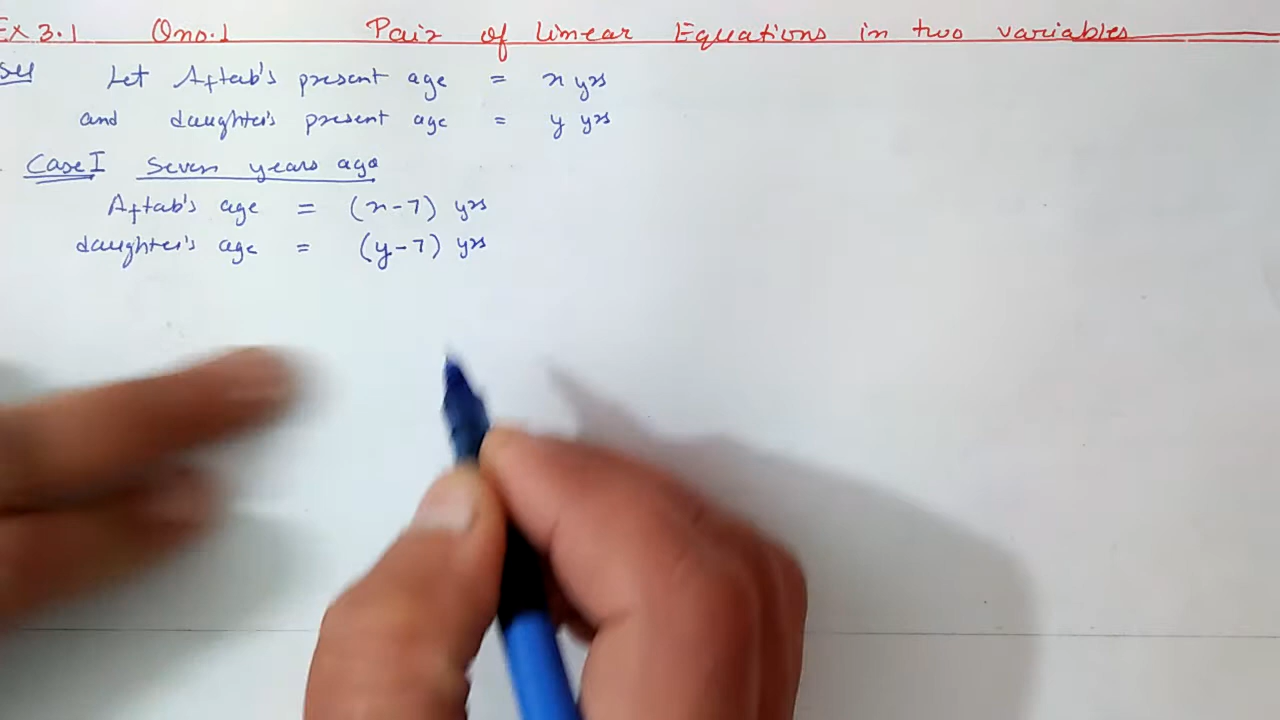 Ex 3.1 Qno.1 Pair of Linear Equations in two variables
Let Aftab's present age = x yrs
and daughter's present age = y yrs
Case I Seven years ago
Aftab's age = (x-7) yrs
daughter's age = (y-7) yrs